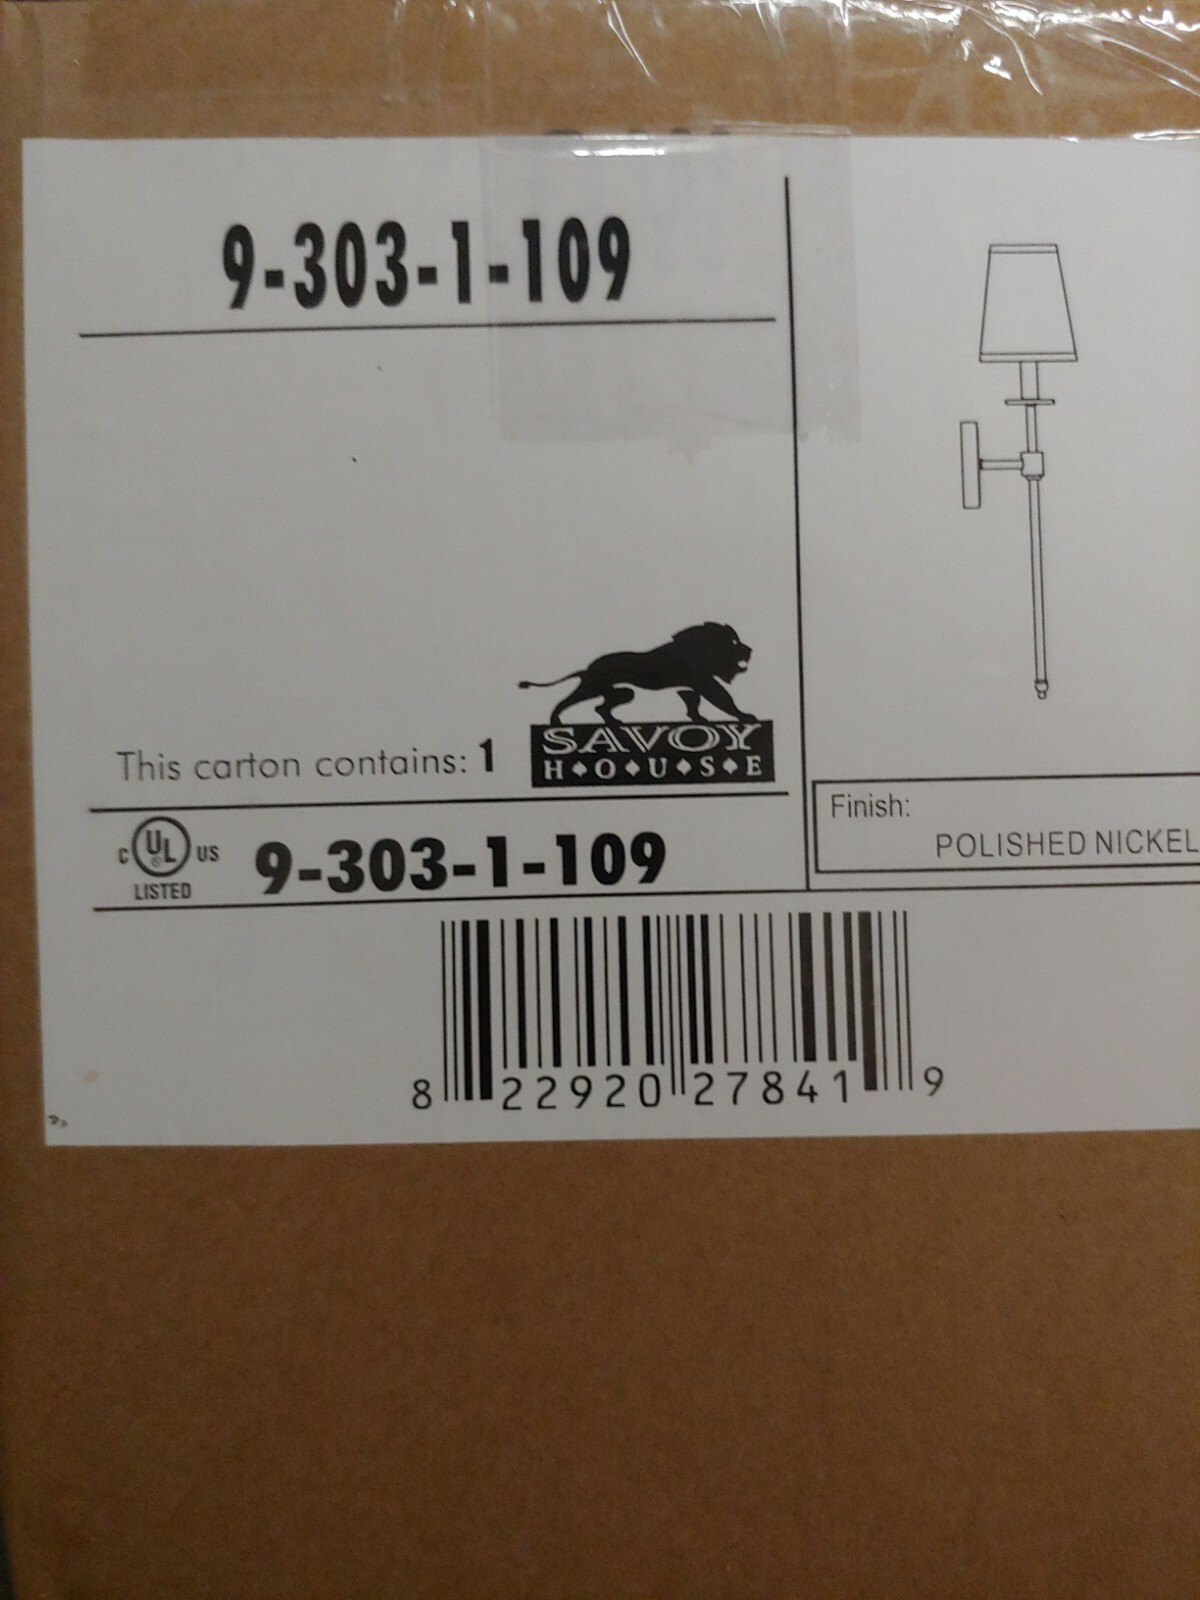 9-303-1-109
This carton contains: 1
SAVOY
H♦O♦U♦S♦E
C UL US
LISTED
9-303-1-109
Finish:
POLISHED NICKEL
8 22920 27841 9